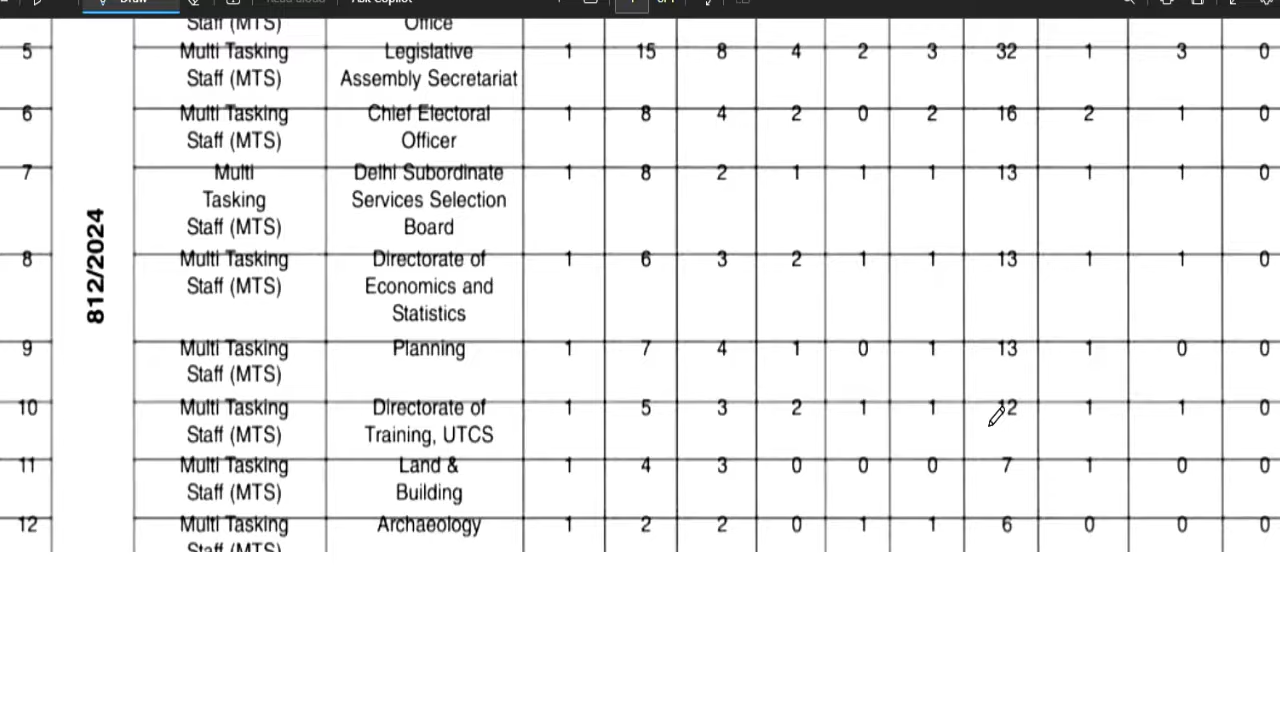 Draw
Staff (MTS) Office
5 Multi Tasking Legislative 1 15 8 4 2 3 32 1 3 0
Staff (MTS) Assembly Secretariat
6 Multi Tasking Chief Electoral 1 8 4 2 0 2 16 2 1 0
Staff (MTS) Officer
7 Multi Delhi Subordinate 1 8 2 1 1 1 13 1 1 0
Tasking Services Selection
Staff (MTS) Board
812/2024
8 Multi Tasking Directorate of 1 6 3 2 1 1 13 1 1 0
Staff (MTS) Economics and
Statistics
9 Multi Tasking Planning 1 7 4 1 0 1 13 1 0 0
Staff (MTS)
10 Multi Tasking Directorate of 1 5 3 2 1 1 12 1 1 0
Staff (MTS) Training, UTCS
11 Multi Tasking Land & 1 4 3 0 0 0 7 1 0 0
Staff (MTS) Building
12 Multi Tasking Archaeology 1 2 2 0 1 1 6 0 0 0
Staff (MTS)